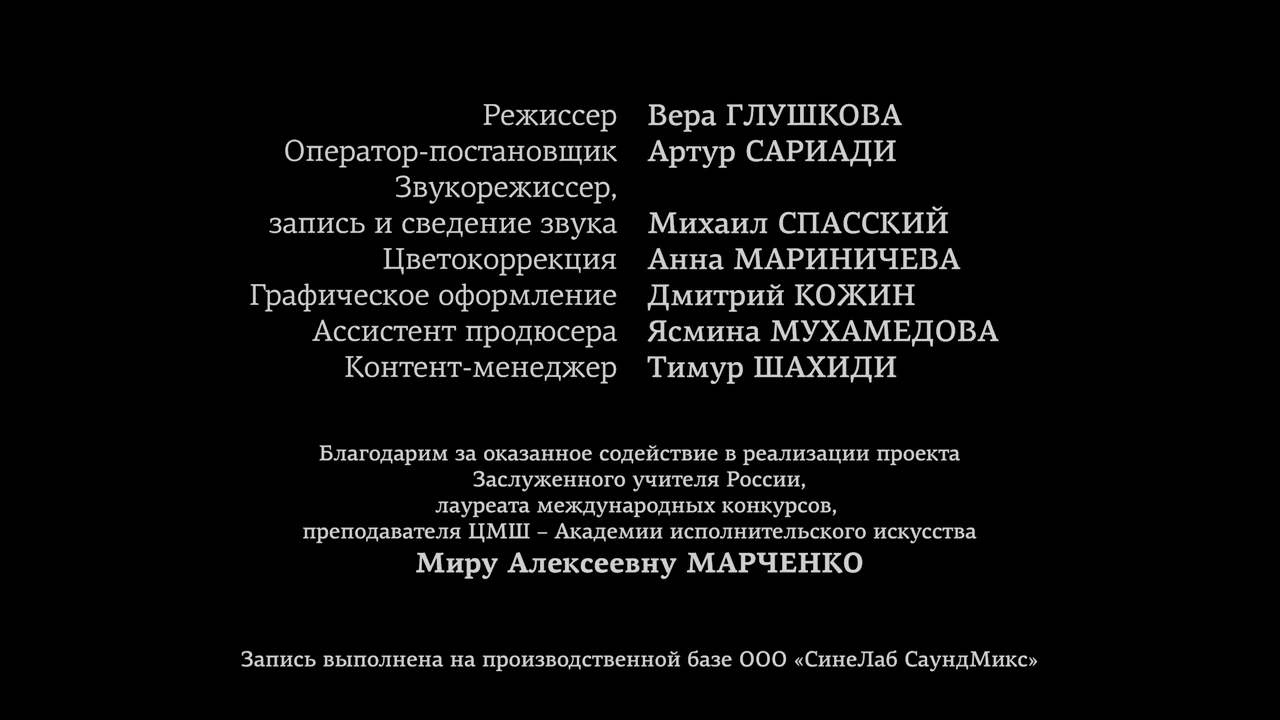 Режиссер Вера ГЛУШКОВА
Оператор-постановщик Артур САРИАДИ
Звукорежиссер,
запись и сведение звука Михаил СПАССКИЙ
Цветокоррекция Анна МАРИНИЧЕВА
Графическое оформление Дмитрий КОЖИН
Ассистент продюсера Ясмина МУХАМЕДОВА
Контент-менеджер Тимур ШАХИДИ
Благодарим за оказанное содействие в реализации проекта
Заслуженного учителя России,
лауреата международных конкурсов,
преподавателя ЦМШ – Академии исполнительского искусства
Миру Алексеевну МАРЧЕНКО
Запись выполнена на производственной базе ООО «СинеЛаб СаундМикс»